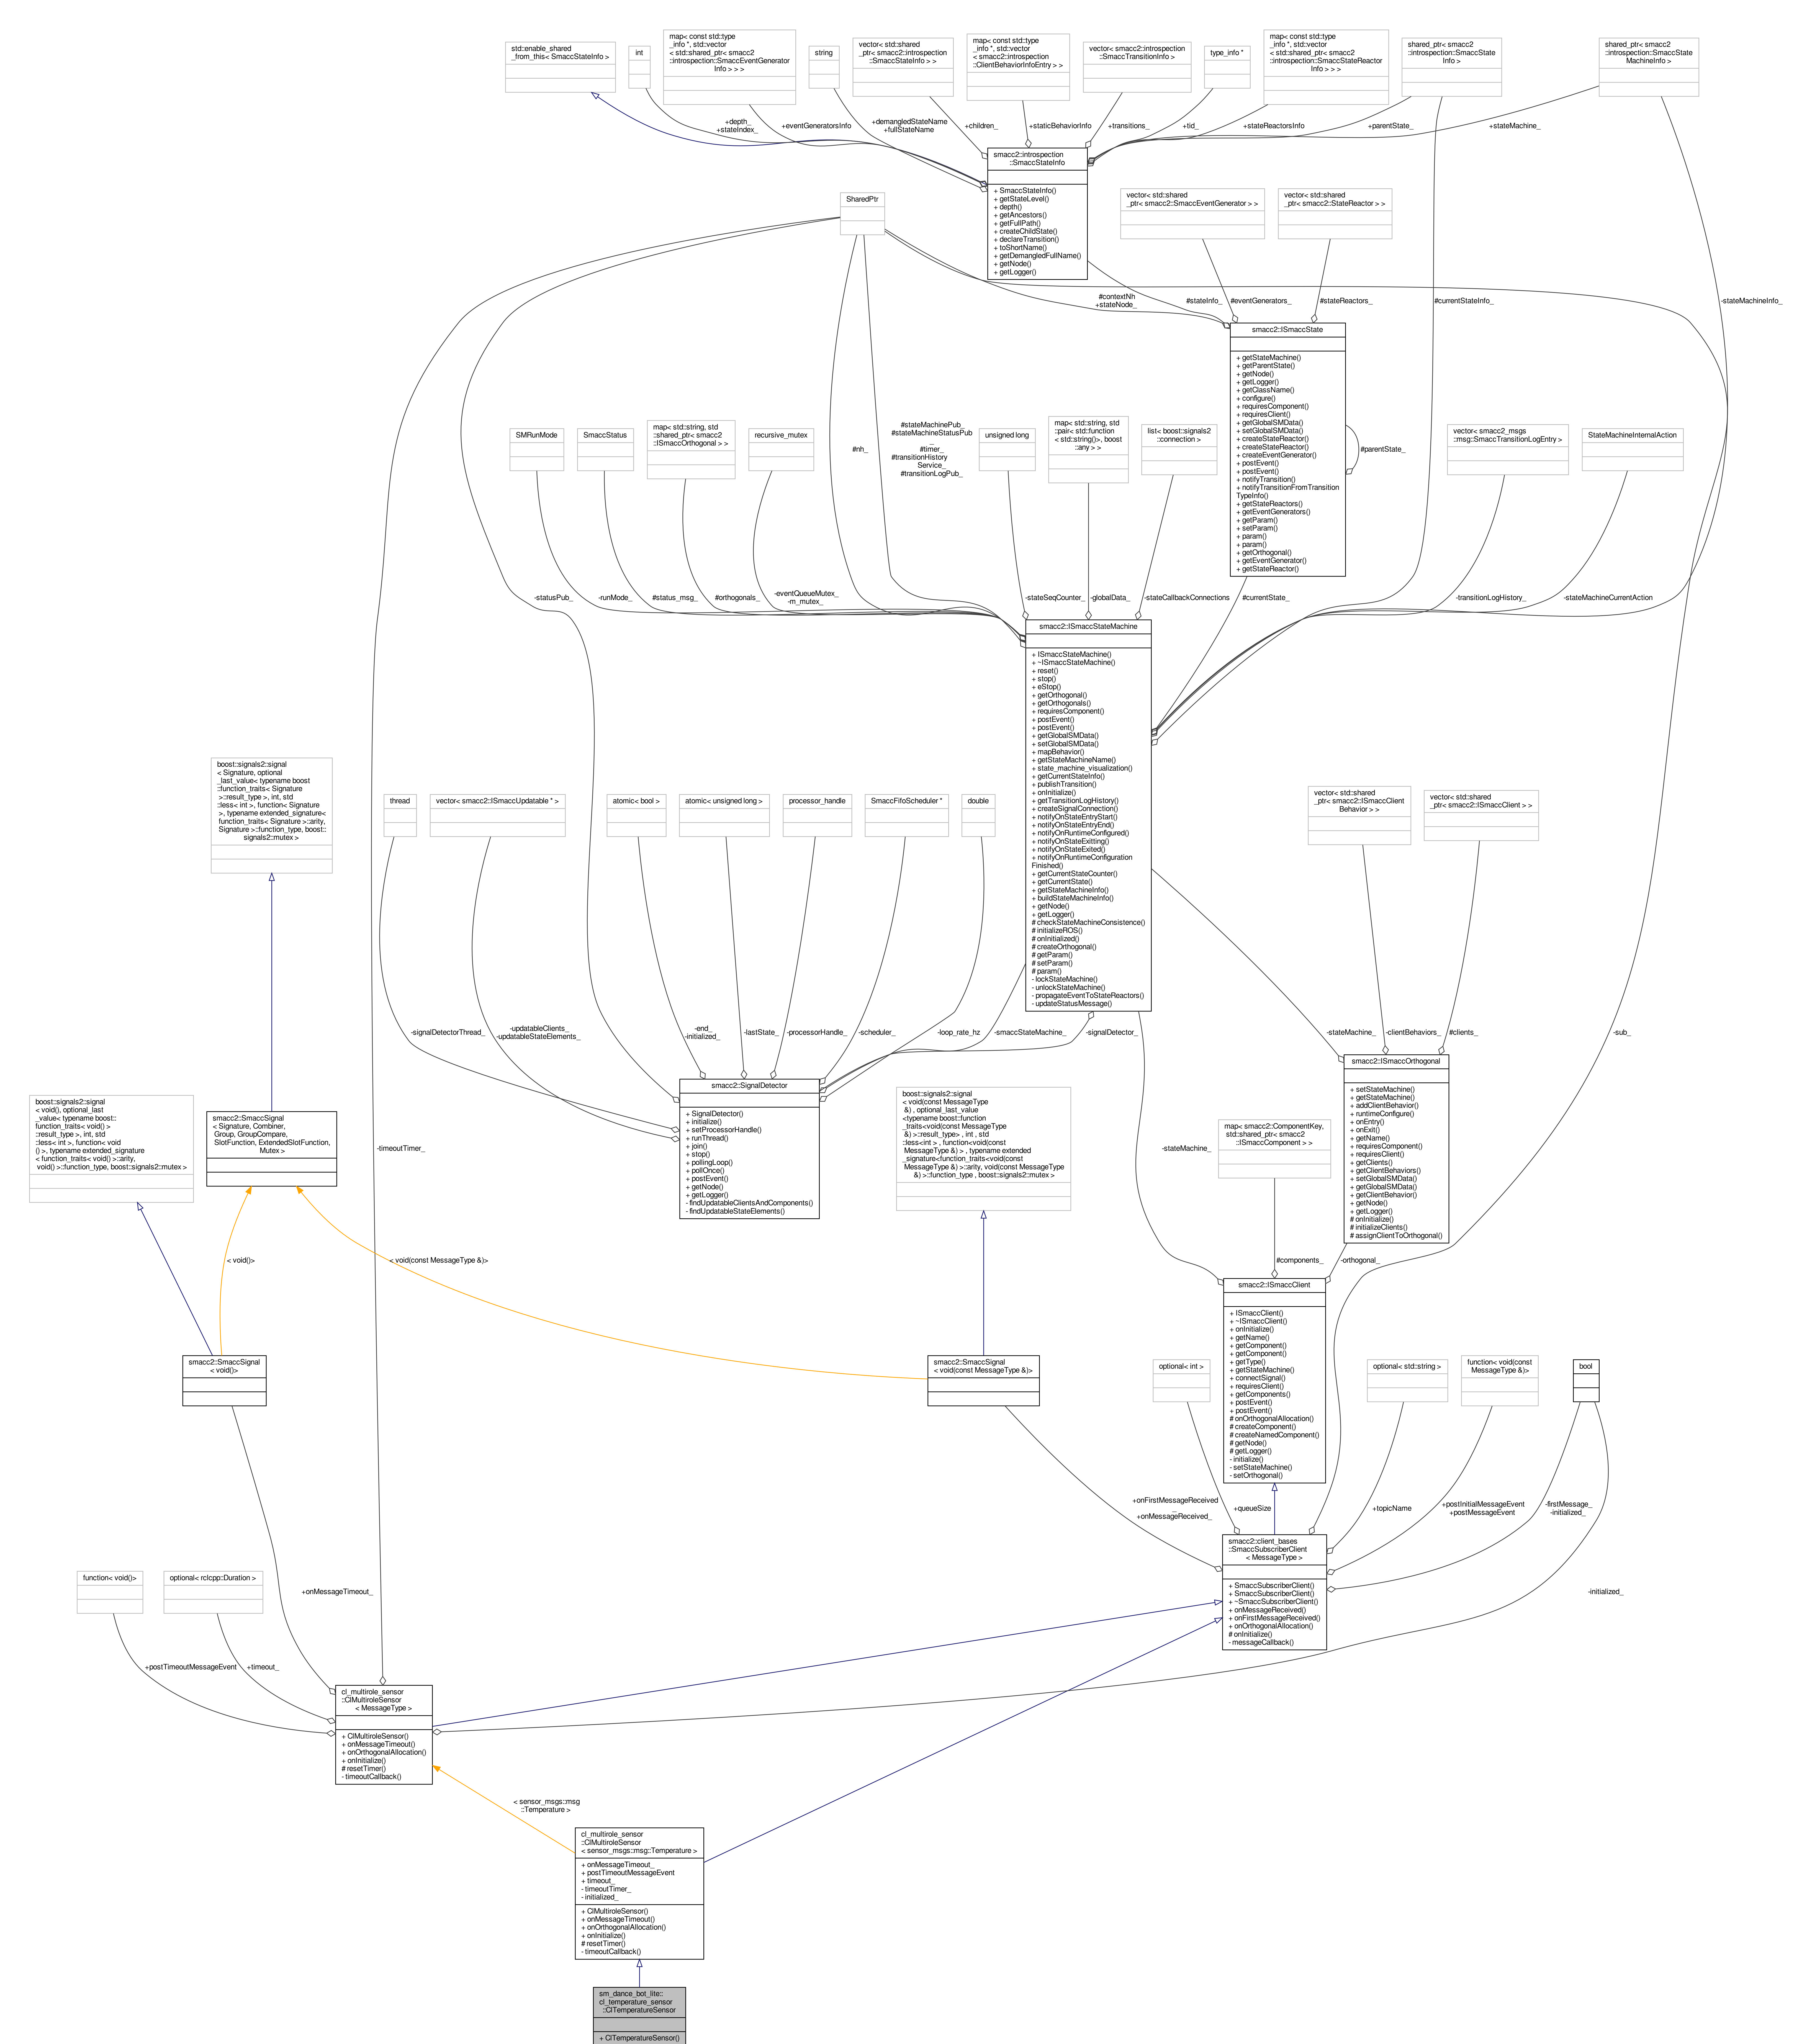 std::enable_shared
_from_this< SmaccStateInfo >
int
map< const std::type
_info *, std::vector
< std::shared_ptr< smacc2
::introspection::SmaccEventGenerator
Info > > >
string
vector< std::shared
_ptr< smacc2::introspection
::SmaccStateInfo > >
map< const std::type
_info *, std::vector
< smacc2::introspection
::ClientBehaviorInfoEntry > >
vector< smacc2::introspection
::SmaccTransitionInfo >
type_info *
map< const std::type
_info *, std::vector
< std::shared_ptr< smacc2
::introspection::SmaccStateReactor
Info > > >
shared_ptr< smacc2
::introspection::SmaccState
Info >
shared_ptr< smacc2
::introspection::SmaccState
MachineInfo >
+depth_
+stateIndex_
+eventGeneratorsInfo
+demangledStateName
+fullStateName
+children_
+staticBehaviorInfo
+transitions_
+tid_
+stateReactorsInfo
+parentState_
+stateMachine_
smacc2::introspection
::SmaccStateInfo
+ SmaccStateInfo()
+ getStateLevel()
+ depth()
+ getAncestors()
+ getFullPath()
+ createChildState()
+ declareTransition()
+ toShortName()
+ getDemangledFullName()
+ getNode()
+ getLogger()
SharedPtr
vector< std::shared
_ptr< smacc2::SmaccEventGenerator > >
vector< std::shared
_ptr< smacc2::StateReactor > >
#contextNh
+stateNode_
#stateInfo_
#eventGenerators_
#stateReactors_
#currentStateInfo_
-stateMachineInfo_
smacc2::ISmaccState
+ getStateMachine()
+ getParentState()
+ getNode()
+ getLogger()
+ getClassName()
+ configure()
+ requiresComponent()
+ requiresClient()
+ getGlobalSMData()
+ setGlobalSMData()
+ createStateReactor()
+ createStateReactor()
+ createEventGenerator()
+ postEvent()
+ postEvent()
+ notifyTransition()
+ notifyTransitionFromTransition
TypeInfo()
+ getStateReactors()
+ getEventGenerators()
+ getParam()
+ setParam()
+ param()
+ param()
+ getOrthogonal()
+ getEventGenerator()
+ getStateReactor()
#parentState_
SMRunMode
SmaccStatus
map< std::string, std
::shared_ptr< smacc2
::ISmaccOrthogonal > >
recursive_mutex
#nh_
#stateMachinePub_
#stateMachineStatusPub
_
#timer_
#transitionHistory
Service_
#transitionLogPub_
unsigned long
map< std::string, std
::pair< std::function
< std::string()>, boost
::any > >
list< boost::signals2
::connection >
vector< smacc2_msgs
::msg::SmaccTransitionLogEntry >
StateMachineInternalAction
-statusPub_
-runMode_
#status_msg_
#orthogonals_
-eventQueueMutex_
-m_mutex_
-stateSeqCounter_
-globalData_
-stateCallbackConnections
#currentState_
-transitionLogHistory_
-stateMachineCurrentAction
smacc2::ISmaccStateMachine
+ ISmaccStateMachine()
+ ~ISmaccStateMachine()
+ reset()
+ stop()
+ eStop()
+ getOrthogonal()
+ getOrthogonals()
+ requiresComponent()
+ postEvent()
+ postEvent()
+ getGlobalSMData()
+ setGlobalSMData()
+ mapBehavior()
+ getStateMachineName()
+ state_machine_visualization()
+ getCurrentStateInfo()
+ publishTransition()
+ onInitialize()
+ getTransitionLogHistory()
+ createSignalConnection()
+ notifyOnStateEntryStart()
+ notifyOnStateEntryEnd()
+ notifyOnRuntimeConfigured()
+ notifyOnStateExitting()
+ notifyOnStateExited()
+ notifyOnRuntimeConfiguration
Finished()
+ getCurrentStateCounter()
+ getCurrentState()
+ getStateMachineInfo()
+ buildStateMachineInfo()
+ getNode()
+ getLogger()
# checkStateMachineConsistence()
# initializeROS()
# onInitialized()
# createOrthogonal()
# getParam()
# setParam()
# param()
- lockStateMachine()
- unlockStateMachine()
- propagateEventToStateReactors()
- updateStatusMessage()
boost::signals2::signal
< Signature, optional
_last_value< typename boost
::function_traits< Signature
>::result_type >, int, std
::less< int >, function< Signature
>, typename extended_signature<
function_traits< Signature >::arity,
Signature >::function_type, boost::
signals2::mutex >
thread
vector< smacc2::ISmaccUpdatable * >
atomic< bool >
atomic< unsigned long >
processor_handle
SmaccFifoScheduler *
double
vector< std::shared
_ptr< smacc2::ISmaccClient
Behavior > >
vector< std::shared
_ptr< smacc2::ISmaccClient > >
-signalDetectorThread_
-updatableClients_
-updatableStateElements_
-end_
-initialized_
-lastState_
-processorHandle_
-scheduler_
-loop_rate_hz
-smaccStateMachine_
-signalDetector_
-stateMachine_
-clientBehaviors_
#clients_
-sub_
smacc2::SignalDetector
+ SignalDetector()
+ initialize()
+ setProcessorHandle()
+ runThread()
+ join()
+ stop()
+ pollingLoop()
+ pollOnce()
+ postEvent()
+ getNode()
+ getLogger()
- findUpdatableClientsAndComponents()
- findUpdatableStateElements()
smacc2::ISmaccOrthogonal
+ setStateMachine()
+ getStateMachine()
+ addClientBehavior()
+ runtimeConfigure()
+ onEntry()
+ onExit()
+ getName()
+ requiresComponent()
+ requiresClient()
+ getClients()
+ getClientBehaviors()
+ setGlobalSMData()
+ getGlobalSMData()
+ getClientBehavior()
+ getNode()
+ getLogger()
# onInitialize()
# initializeClients()
# assignClientToOrthogonal()
boost::signals2::signal
< void(), optional_last
_value< typename boost::
function_traits< void() >
::result_type >, int, std
::less< int >, function< void
() >, typename extended_signature
< function_traits< void() >::arity,
void() >::function_type, boost::signals2::mutex >
smacc2::SmaccSignal
< Signature, Combiner,
Group, GroupCompare,
SlotFunction, ExtendedSlotFunction,
Mutex >
boost::signals2::signal
< void(const MessageType
&) , optional_last_value
<typename boost::function
_traits<void(const MessageType
&) >::result_type> , int , std
::less<int > , function<void(const
MessageType &) > , typename extended
_signature<function_traits<void(const
MessageType &) >::arity, void(const MessageType
&) >::function_type , boost::signals2::mutex >
map< smacc2::ComponentKey,
std::shared_ptr< smacc2
::ISmaccComponent > >
-timeoutTimer_
-stateMachine_
< void()>
< void(const MessageType &)>
#components_
-orthogonal_
smacc2::ISmaccClient
+ ISmaccClient()
+ ~ISmaccClient()
+ onInitialize()
+ getName()
+ getComponent()
+ getComponent()
+ getType()
+ getStateMachine()
+ connectSignal()
+ requiresClient()
+ getComponents()
+ postEvent()
+ postEvent()
# onOrthogonalAllocation()
# createComponent()
# createNamedComponent()
# getNode()
# getLogger()
- initialize()
- setStateMachine()
- setOrthogonal()
smacc2::SmaccSignal
< void()>
smacc2::SmaccSignal
< void(const MessageType &)>
optional< int >
optional< std::string >
function< void(const
MessageType &)>
bool
+onFirstMessageReceived
_
+onMessageReceived_
+queueSize
+topicName
+postInitialMessageEvent
+postMessageEvent
-firstMessage_
-initialized_
smacc2::client_bases
::SmaccSubscriberClient
< MessageType >
+ SmaccSubscriberClient()
+ SmaccSubscriberClient()
+ ~SmaccSubscriberClient()
+ onMessageReceived()
+ onFirstMessageReceived()
+ onOrthogonalAllocation()
# onInitialize()
- messageCallback()
function< void()>
optional< rclcpp::Duration >
+onMessageTimeout_
-initialized_
+postTimeoutMessageEvent
+timeout_
cl_multirole_sensor
::ClMultiroleSensor
< MessageType >
+ ClMultiroleSensor()
+ onMessageTimeout()
+ onOrthogonalAllocation()
+ onInitialize()
# resetTimer()
- timeoutCallback()
< sensor_msgs::msg
::Temperature >
cl_multirole_sensor
::ClMultiroleSensor
< sensor_msgs::msg::Temperature >
+ onMessageTimeout_
+ postTimeoutMessageEvent
+ timeout_
- timeoutTimer_
- initialized_
+ ClMultiroleSensor()
+ onMessageTimeout()
+ onOrthogonalAllocation()
+ onInitialize()
# resetTimer()
- timeoutCallback()
sm_dance_bot_lite::
cl_temperature_sensor
::ClTemperatureSensor
+ ClTemperatureSensor()